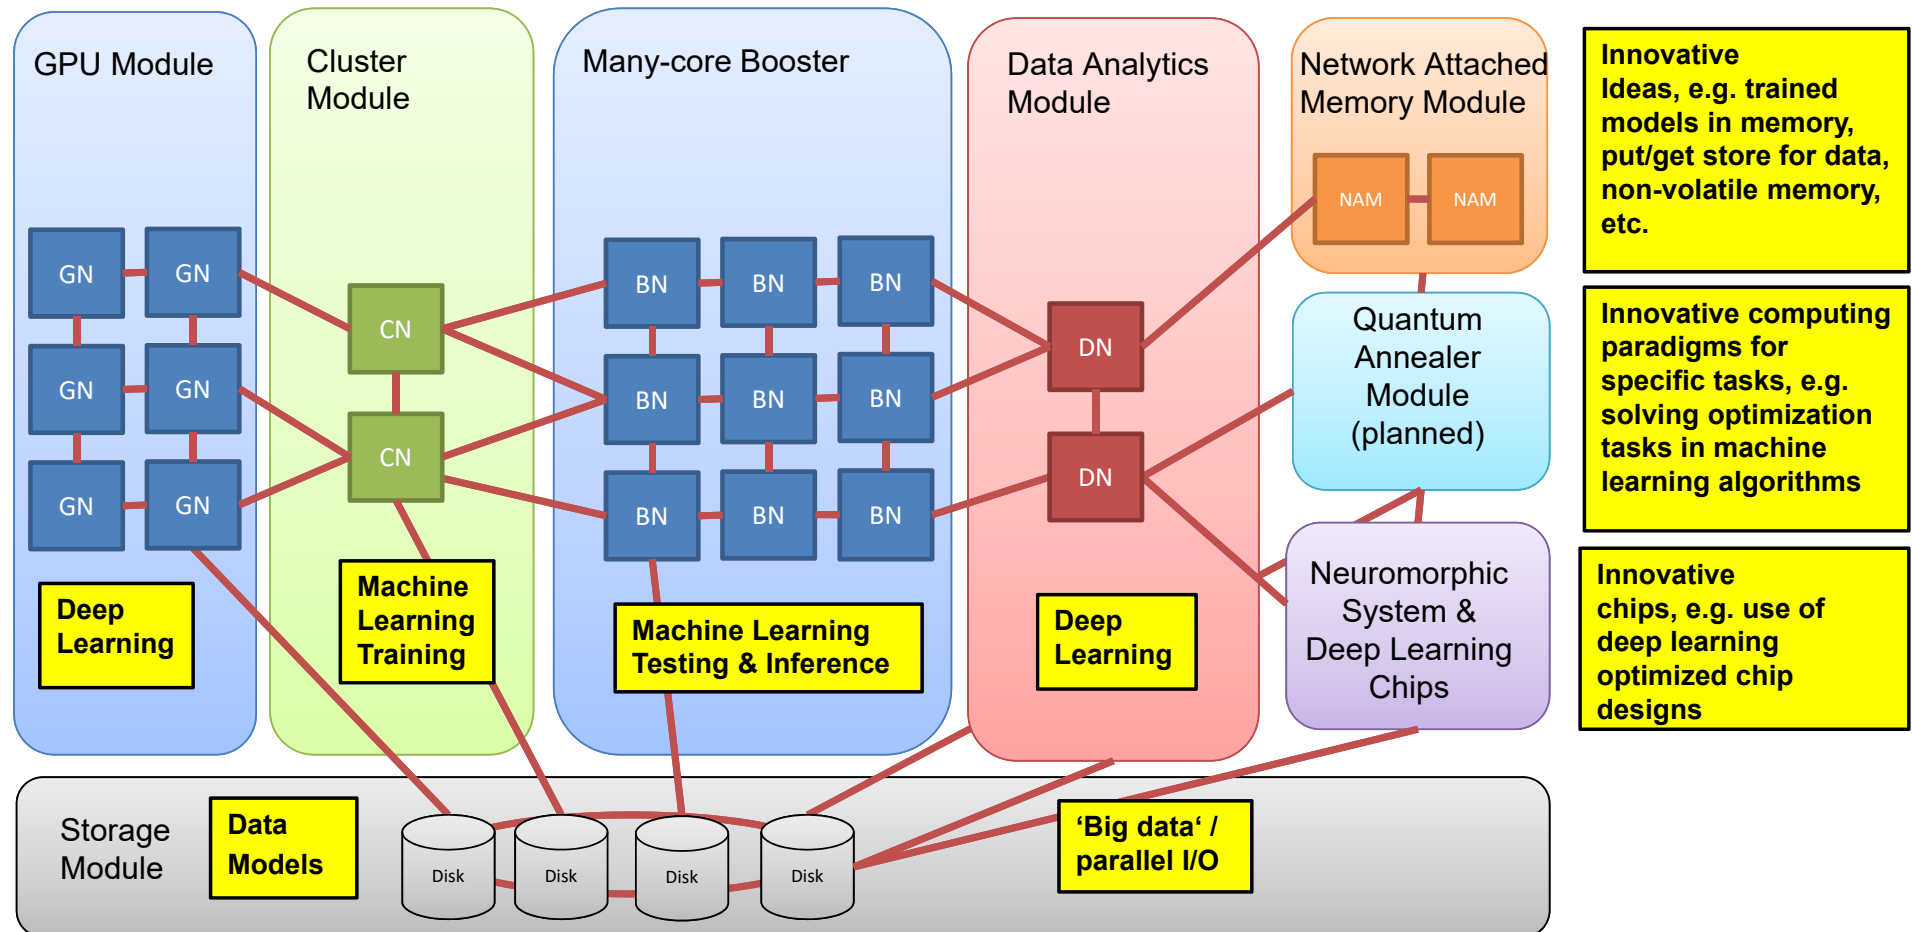 GPU Module
Cluster
Module
Many-core Booster
Data Analytics
Module
Network Attached
Memory Module
Innovative
Ideas, e.g. trained
models in memory,
put/get store for data,
non-volatile memory,
etc.
NAM
NAM
GN
GN
GN
GN
GN
GN
CN
CN
BN
BN
BN
BN
BN
BN
BN
BN
BN
DN
DN
Quantum
Annealer
Module
(planned)
Innovative computing
paradigms for
specific tasks, e.g.
solving optimization
tasks in machine
learning algorithms
Deep
Learning
Machine
Learning
Training
Machine Learning
Testing & Inference
Deep
Learning
Neuromorphic
System &
Deep Learning
Chips
Innovative
chips, e.g. use of
deep learning
optimized chip
designs
Storage
Module
Data
Models
Disk
Disk
Disk
Disk
‘Big data‘ /
parallel I/O